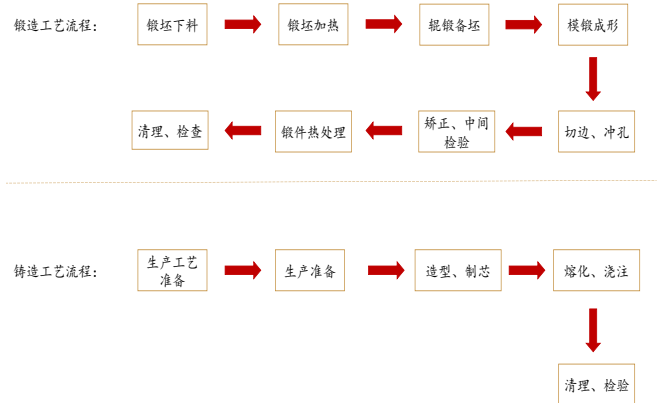 锻造工艺流程：
锻坯下料
锻坯加热
辊锻备坯
模锻成形
切边、冲孔
矫正、中间
检验
锻件热处理
清理、检查
铸造工艺流程：
生产工艺
准备
生产准备
造型、制芯
熔化、浇注
清理、检验